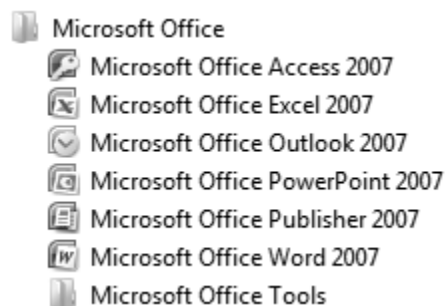 Microsoft Office
Microsoft Office Access 2007
Microsoft Office Excel 2007
Microsoft Office Outlook 2007
Microsoft Office PowerPoint 2007
Microsoft Office Publisher 2007
Microsoft Office Word 2007
Microsoft Office Tools